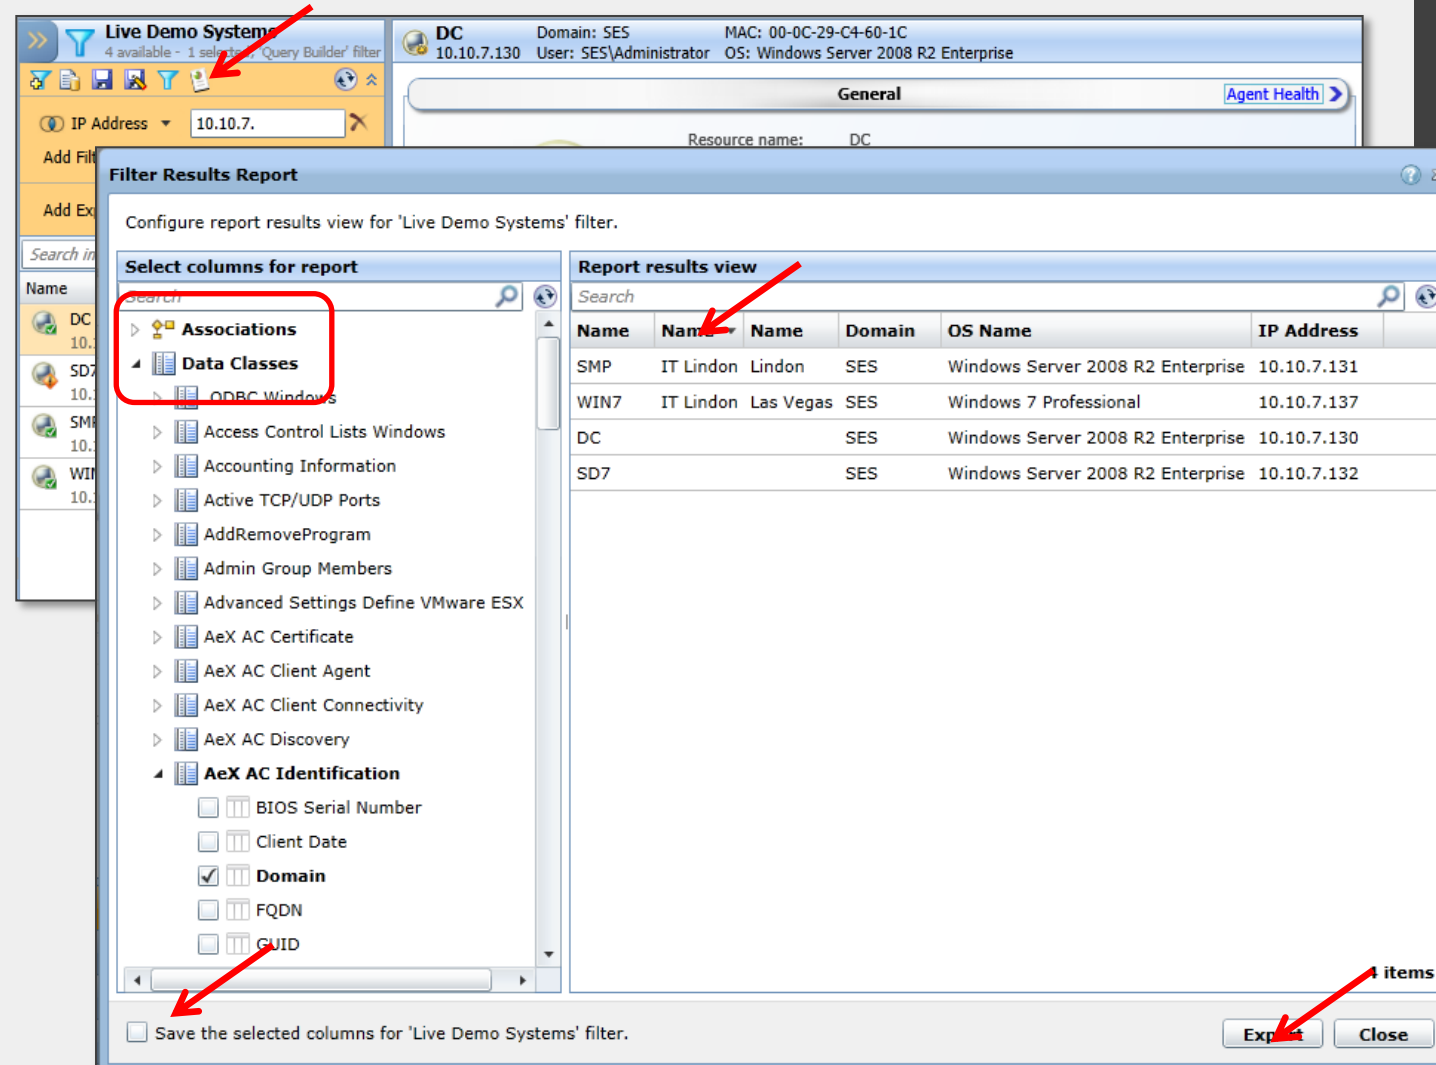 Live Demo Systems
4 available - 1 selected, 'Query Builder' filter
DC
10.10.7.130
Domain: SES
User: SES\Administrator
MAC: 00-0C-29-C4-60-1C
OS: Windows Server 2008 R2 Enterprise
General
Agent Health
IP Address
10.10.7.
Resource name: DC
Add Filt
Add Ex
Search in
Name
DC
10.
SD7
10.
SM
10.
WI
10.
Filter Results Report
Configure report results view for 'Live Demo Systems' filter.
Select columns for report
Search
Associations
Data Classes
ODBC Windows
Access Control Lists Windows
Accounting Information
Active TCP/UDP Ports
AddRemoveProgram
Admin Group Members
Advanced Settings Define VMware ESX
AeX AC Certificate
AeX AC Client Agent
AeX AC Client Connectivity
AeX AC Discovery
AeX AC Identification
BIOS Serial Number
Client Date
Domain
FQDN
GUID
Report results view
Search
Name Name Name Domain OS Name IP Address
SMP IT Lindon Lindon SES Windows Server 2008 R2 Enterprise 10.10.7.131
WIN7 IT Lindon Las Vegas SES Windows 7 Professional 10.10.7.137
DC SES Windows Server 2008 R2 Enterprise 10.10.7.130
SD7 SES Windows Server 2008 R2 Enterprise 10.10.7.132
4 items
Save the selected columns for 'Live Demo Systems' filter.
Export
Close